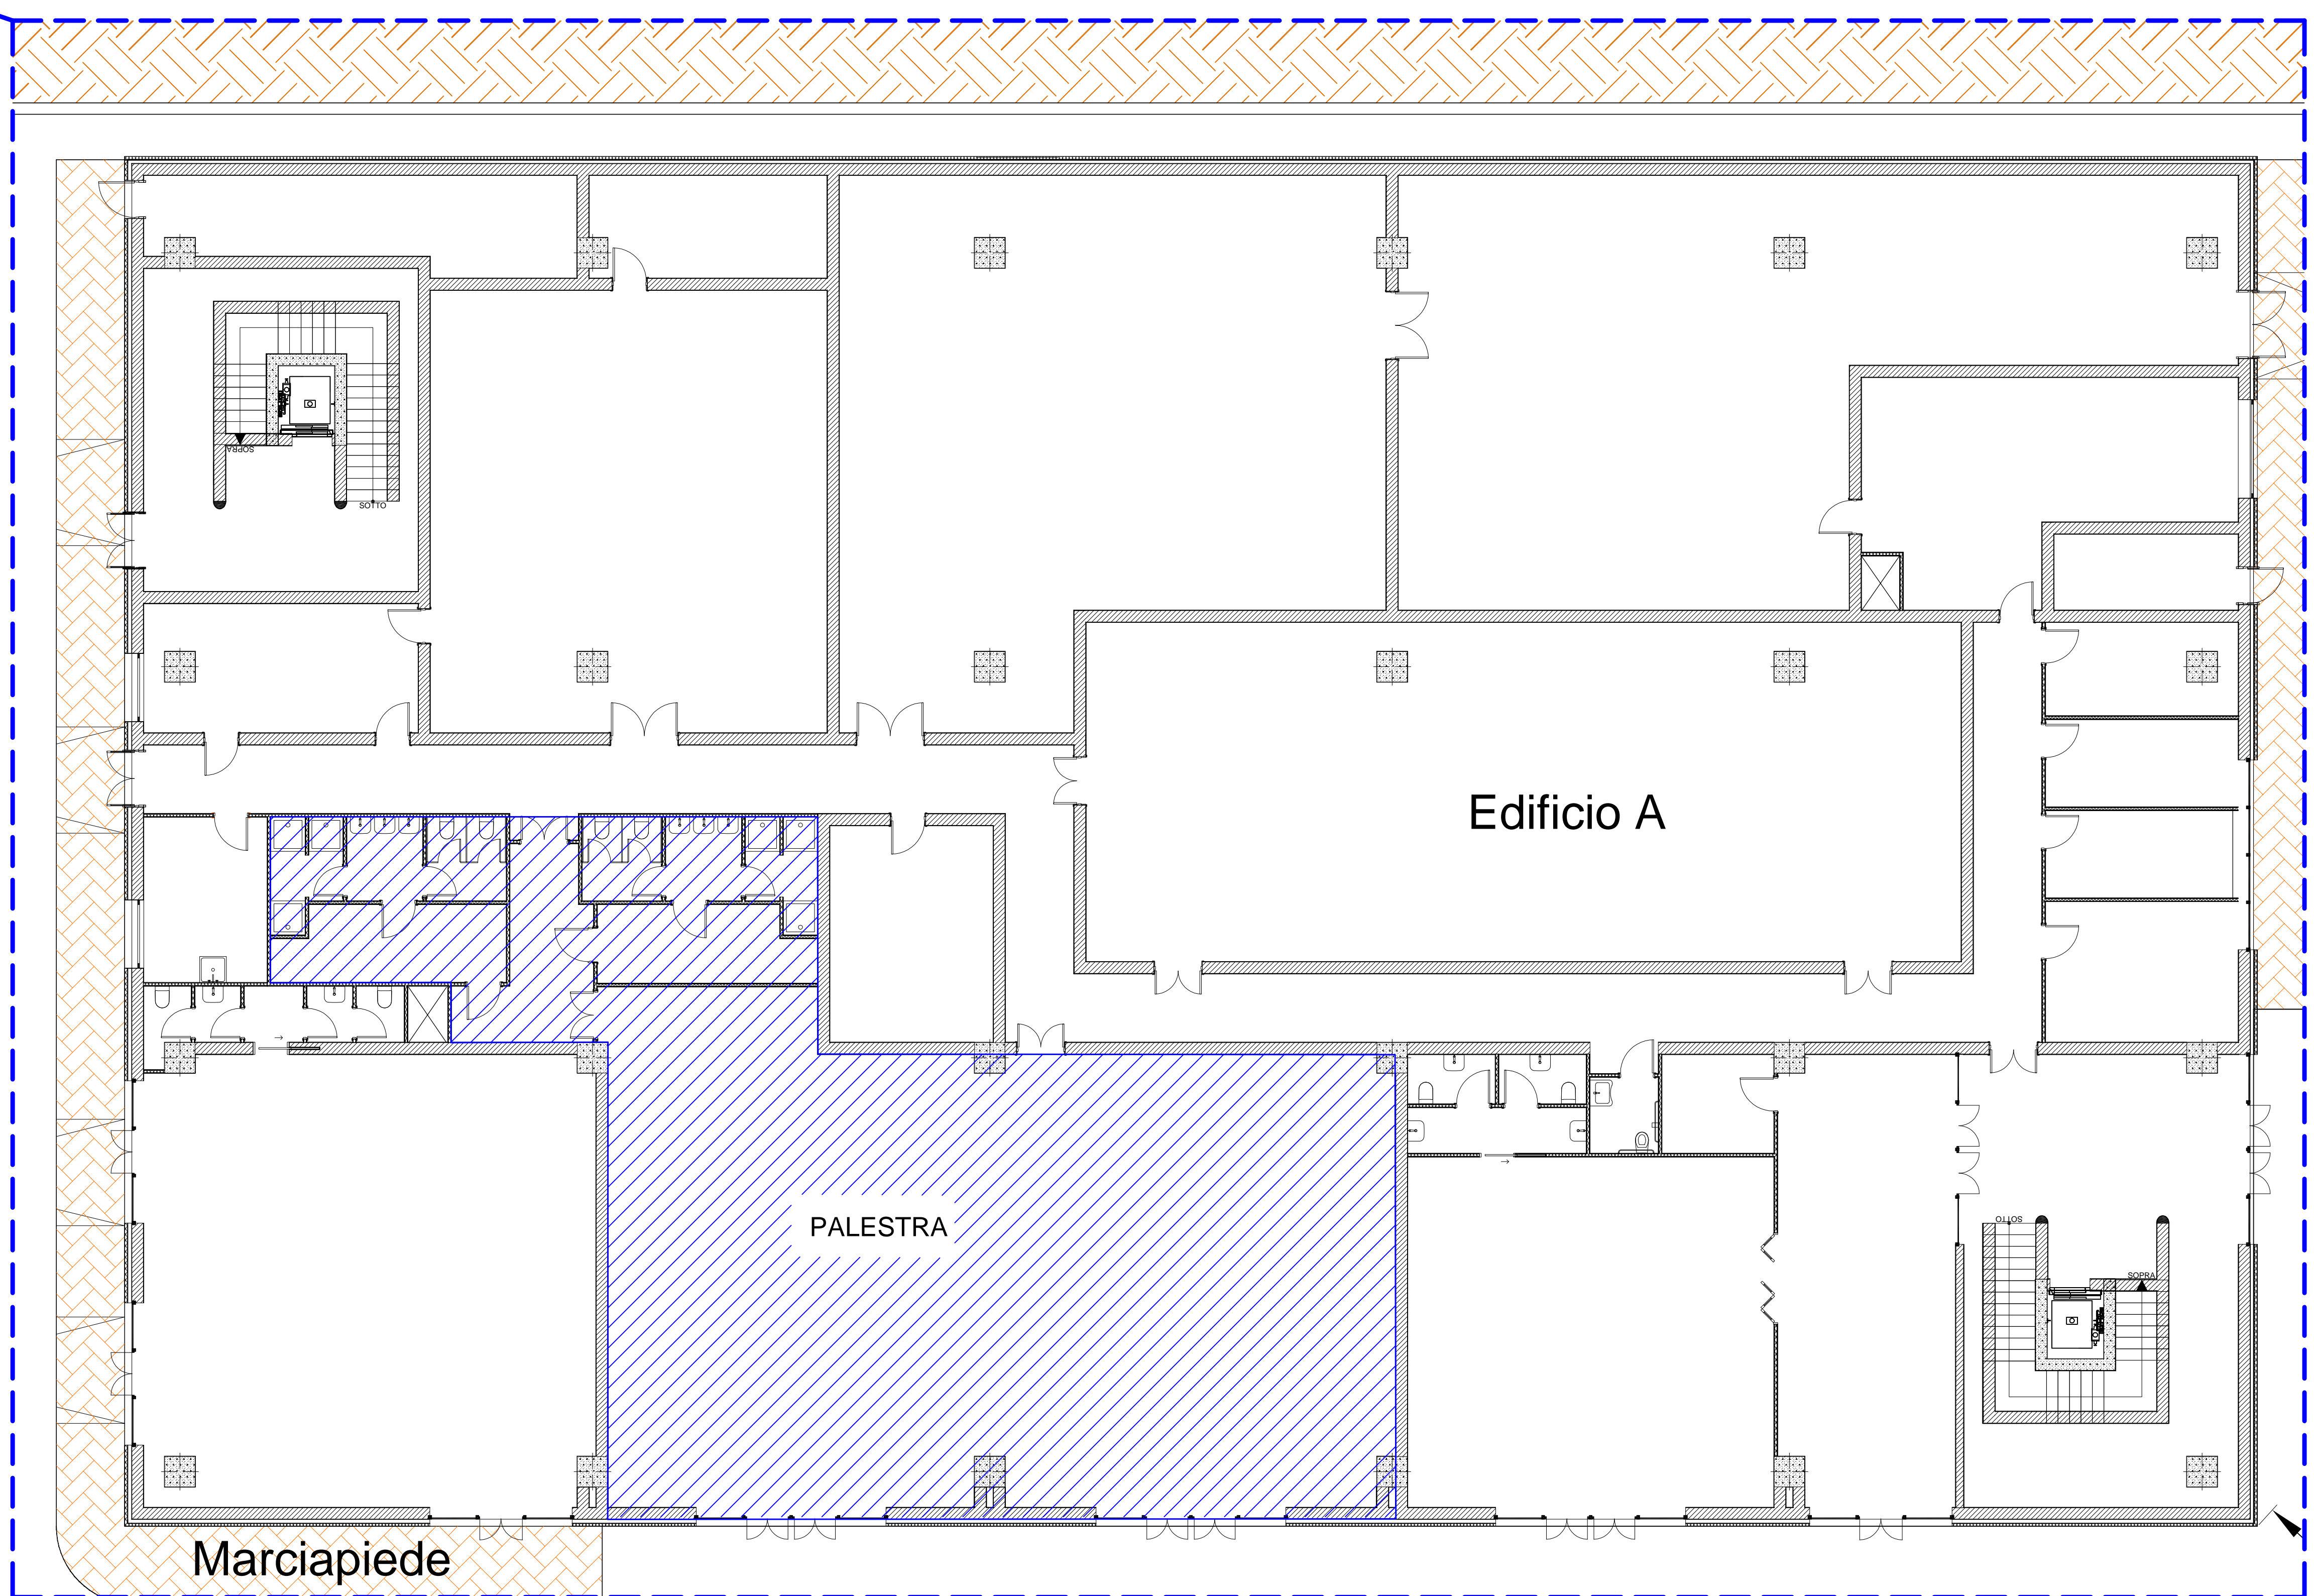 SOPRA
SOTTO
Edificio A
PALESTRA
SOTTO
SOPRA
Marciapiede